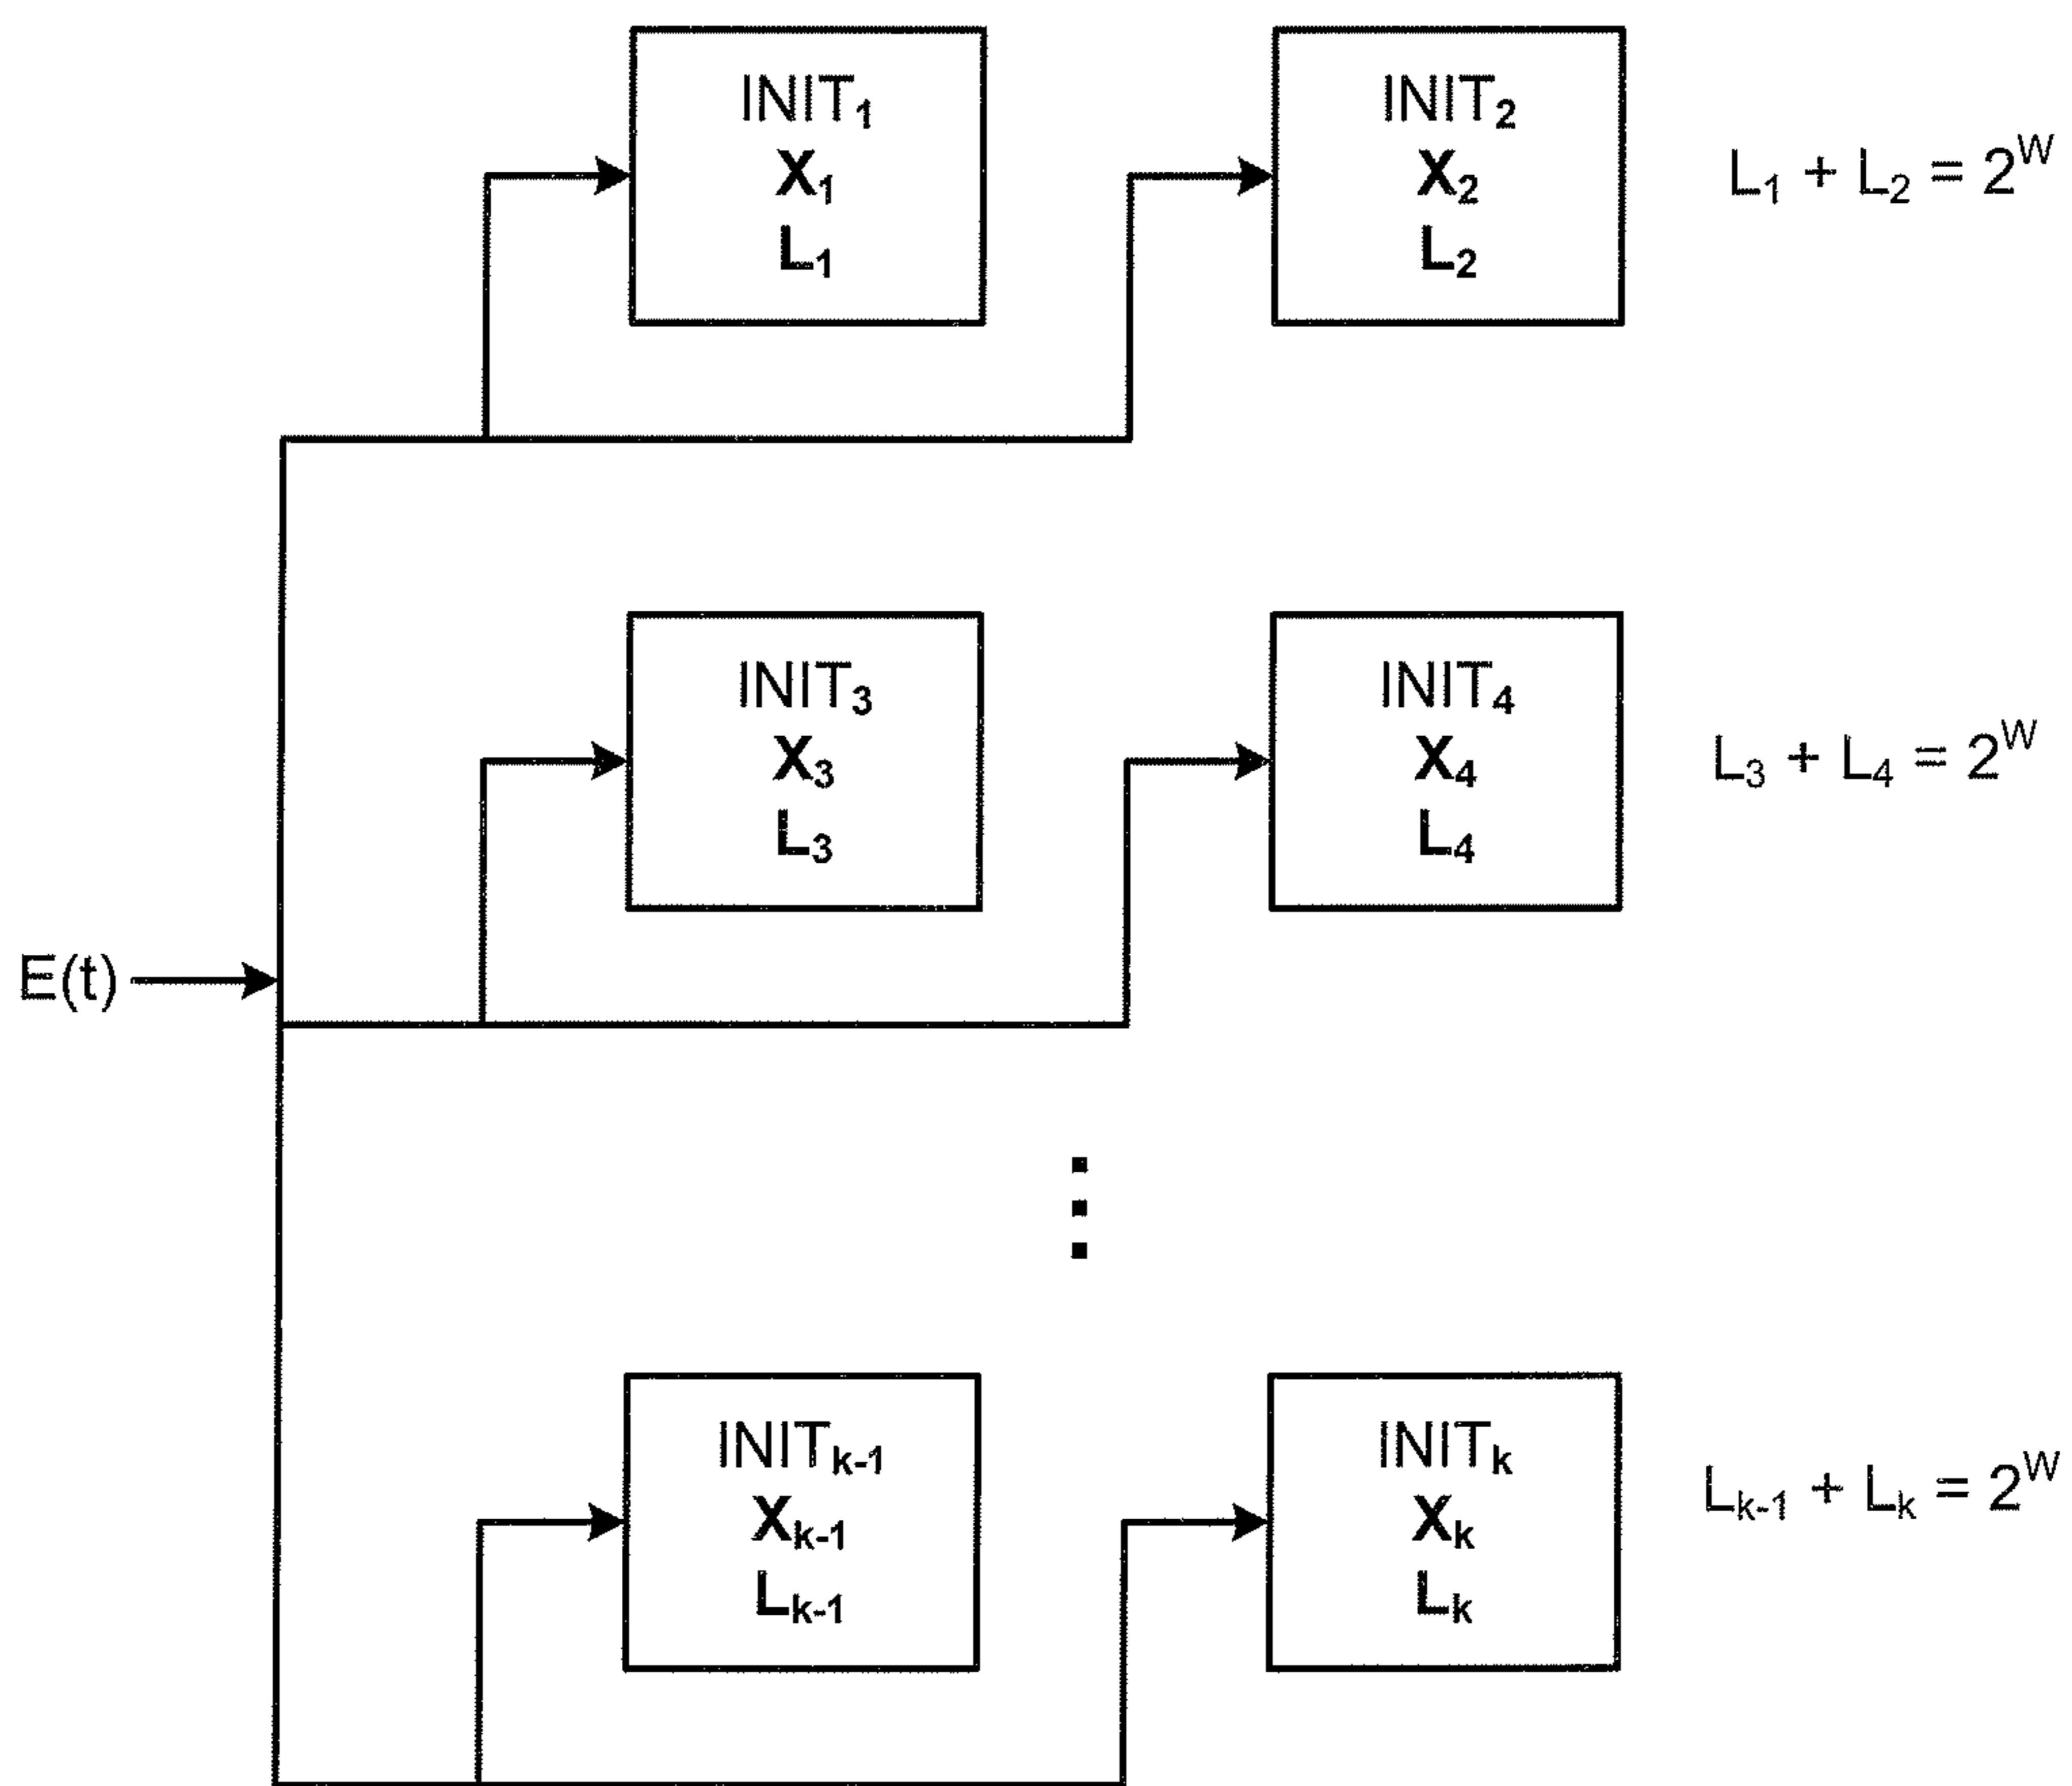 INIT₁
X₁
L₁
INIT₂
X₂
L₂
L₁ + L₂ = 2ᵂ
INIT₃
X₃
L₃
INIT₄
X₄
L₄
L₃ + L₄ = 2ᵂ
E(t)
INITₖ₋₁
Xₖ₋₁
Lₖ₋₁
INITₖ
Xₖ
Lₖ
Lₖ₋₁ + Lₖ = 2ᵂ